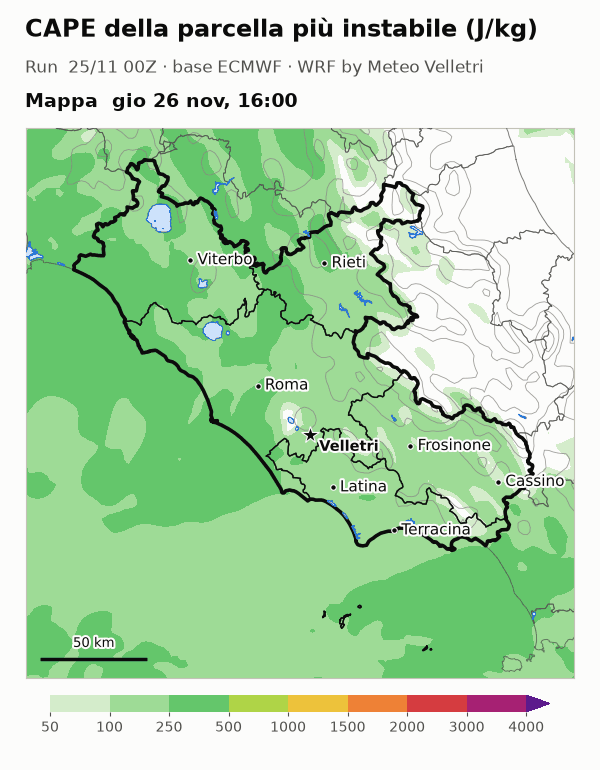 CAPE della parcella più instabile (J/kg)
Run  25/11 00Z · base ECMWF · WRF by Meteo Velletri
Mappa  gio 26 nov, 16:00
Viterbo
Rieti
Roma
Velletri
Frosinone
Cassino
Latina
Terracina
50 km
50 100 250 500 1000 1500 2000 3000 4000